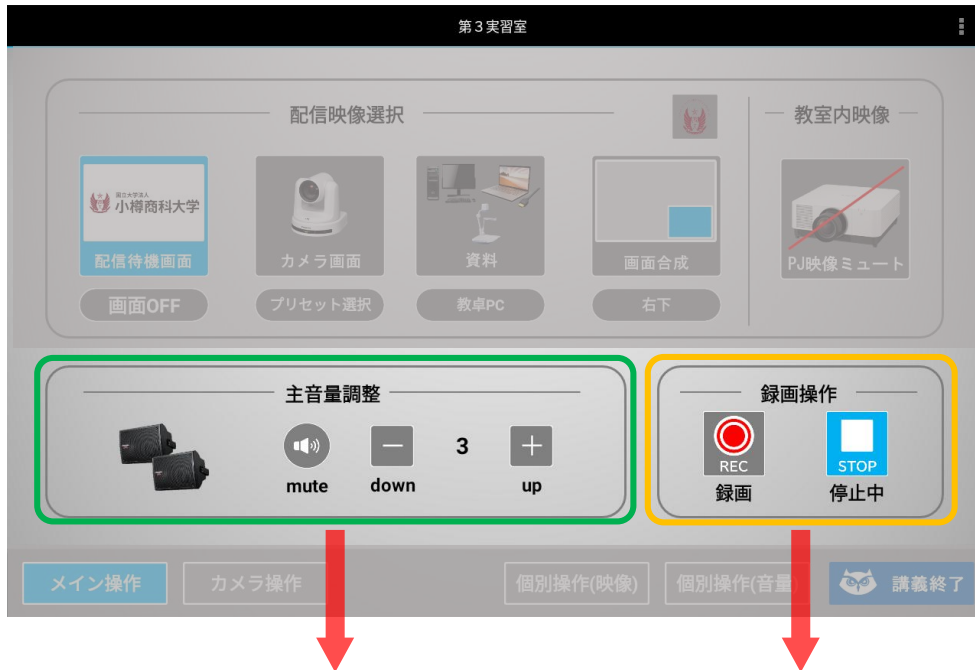 第3実習室
配信映像選択
教室内映像
国立大学法人
小樽商科大学
配信待機画面
カメラ画面
資料
画面合成
PJ映像ミュート
画面OFF
プリセット選択
教卓PC
右下
主音量調整
録画操作
3
REC
STOP
mute
down
up
録画
停止中
メイン操作
カメラ操作
個別操作(映像)
個別操作(音量)
講義終了